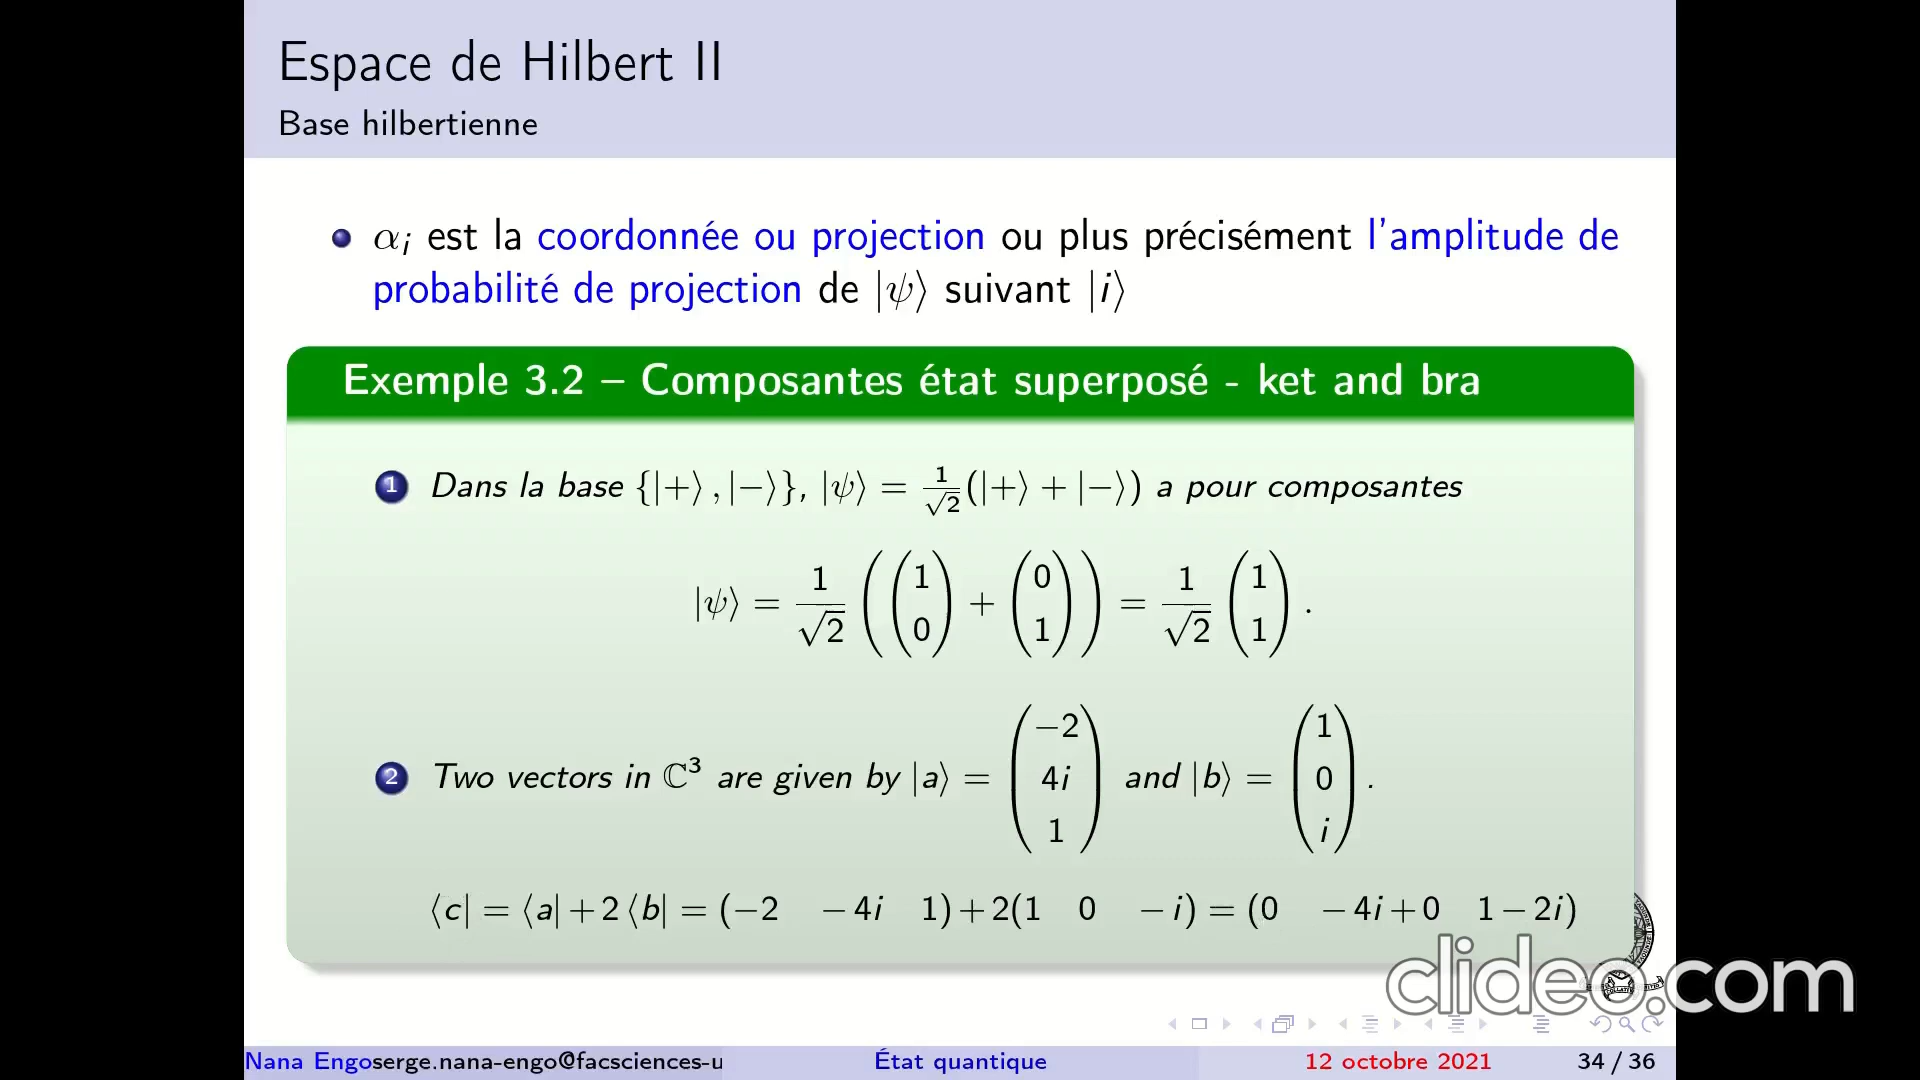 Espace de Hilbert II
Base hilbertienne
αᵢ est la coordonnée ou projection ou plus précisément l'amplitude de
probabilité de projection de |ψ⟩ suivant |i⟩
Exemple 3.2 – Composantes état superposé - ket and bra
1 Dans la base {|+⟩ , |−⟩}, |ψ⟩ = 1/√2 (|+⟩ + |−⟩) a pour composantes
|ψ⟩ = 1/√2 ( (1 0) + (0 1) ) = 1/√2 (1 1) .
2 Two vectors in ℂ³ are given by |a⟩ = (−2 4i 1) and |b⟩ = (1 0 i) .
⟨c| = ⟨a| + 2 ⟨b| = (−2 − 4i 1) + 2(1 0 − i) = (0 − 4i + 0 1 − 2i)
clideo.com
Nana Engoserge.nana-engo@facsciences-u État quantique 12 octobre 2021 34 / 36